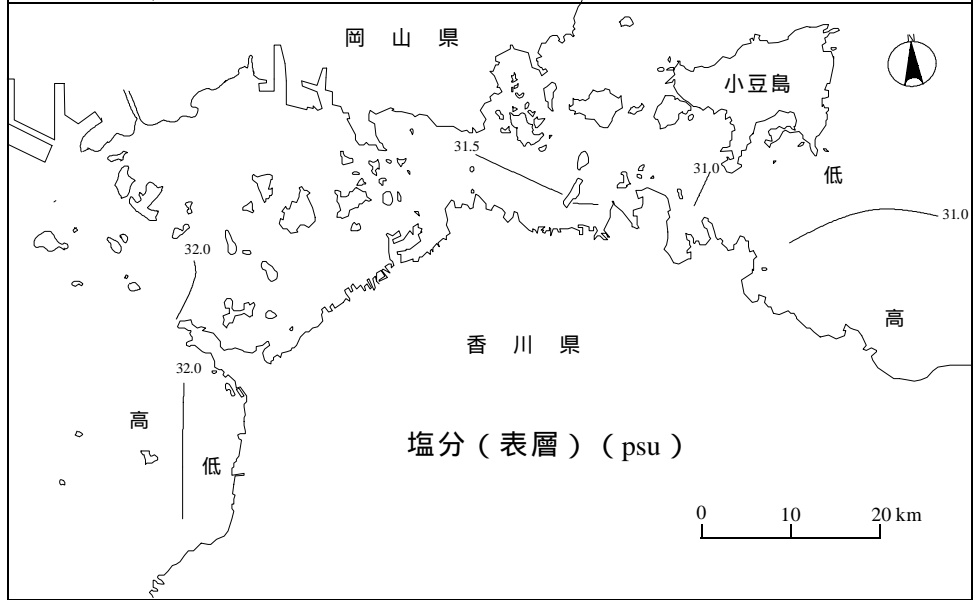 岡 山 県
N
小豆島
31.5
31.0
低
31.0
32.0
高
香 川 県
32.0
高
塩分（表層）（psu）
低
0 10 20 km